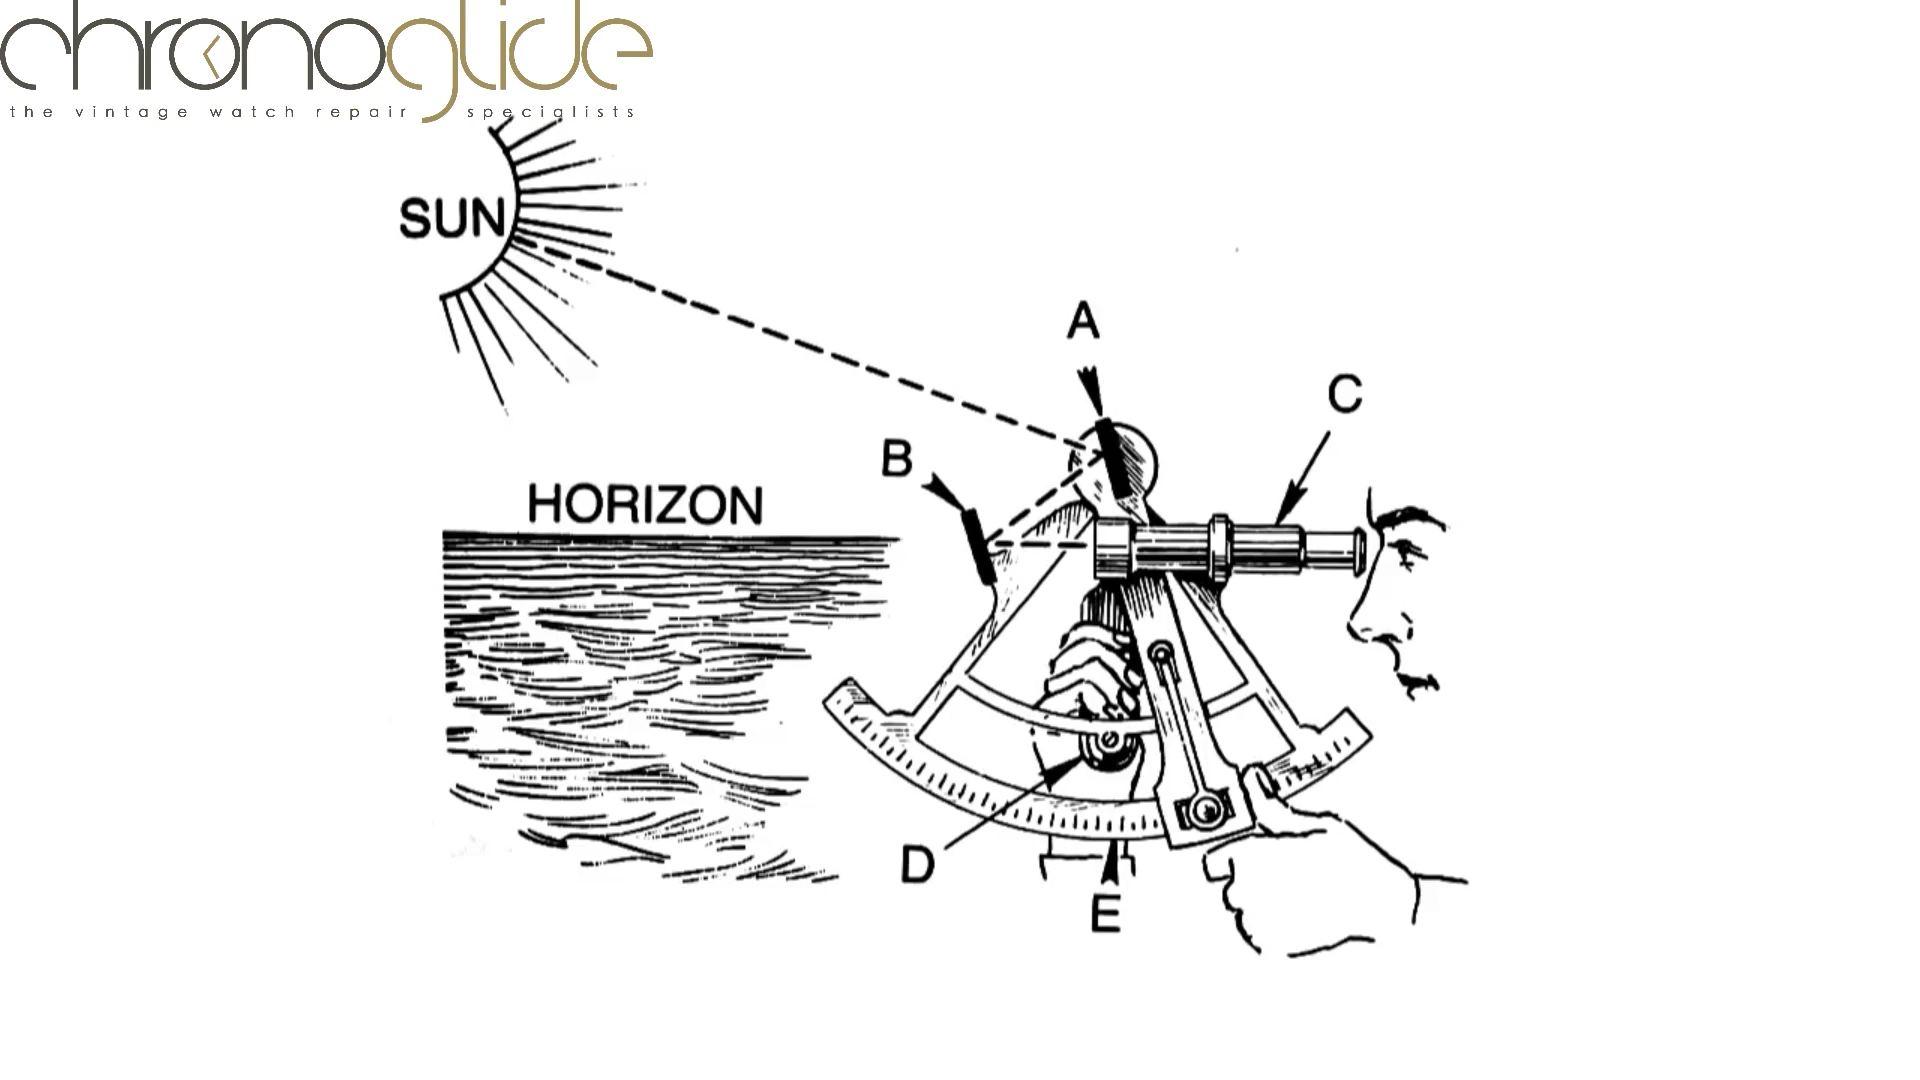 chronoglide
the vintage watch repair specialists
SUN
A
C
B
HORIZON
D
E